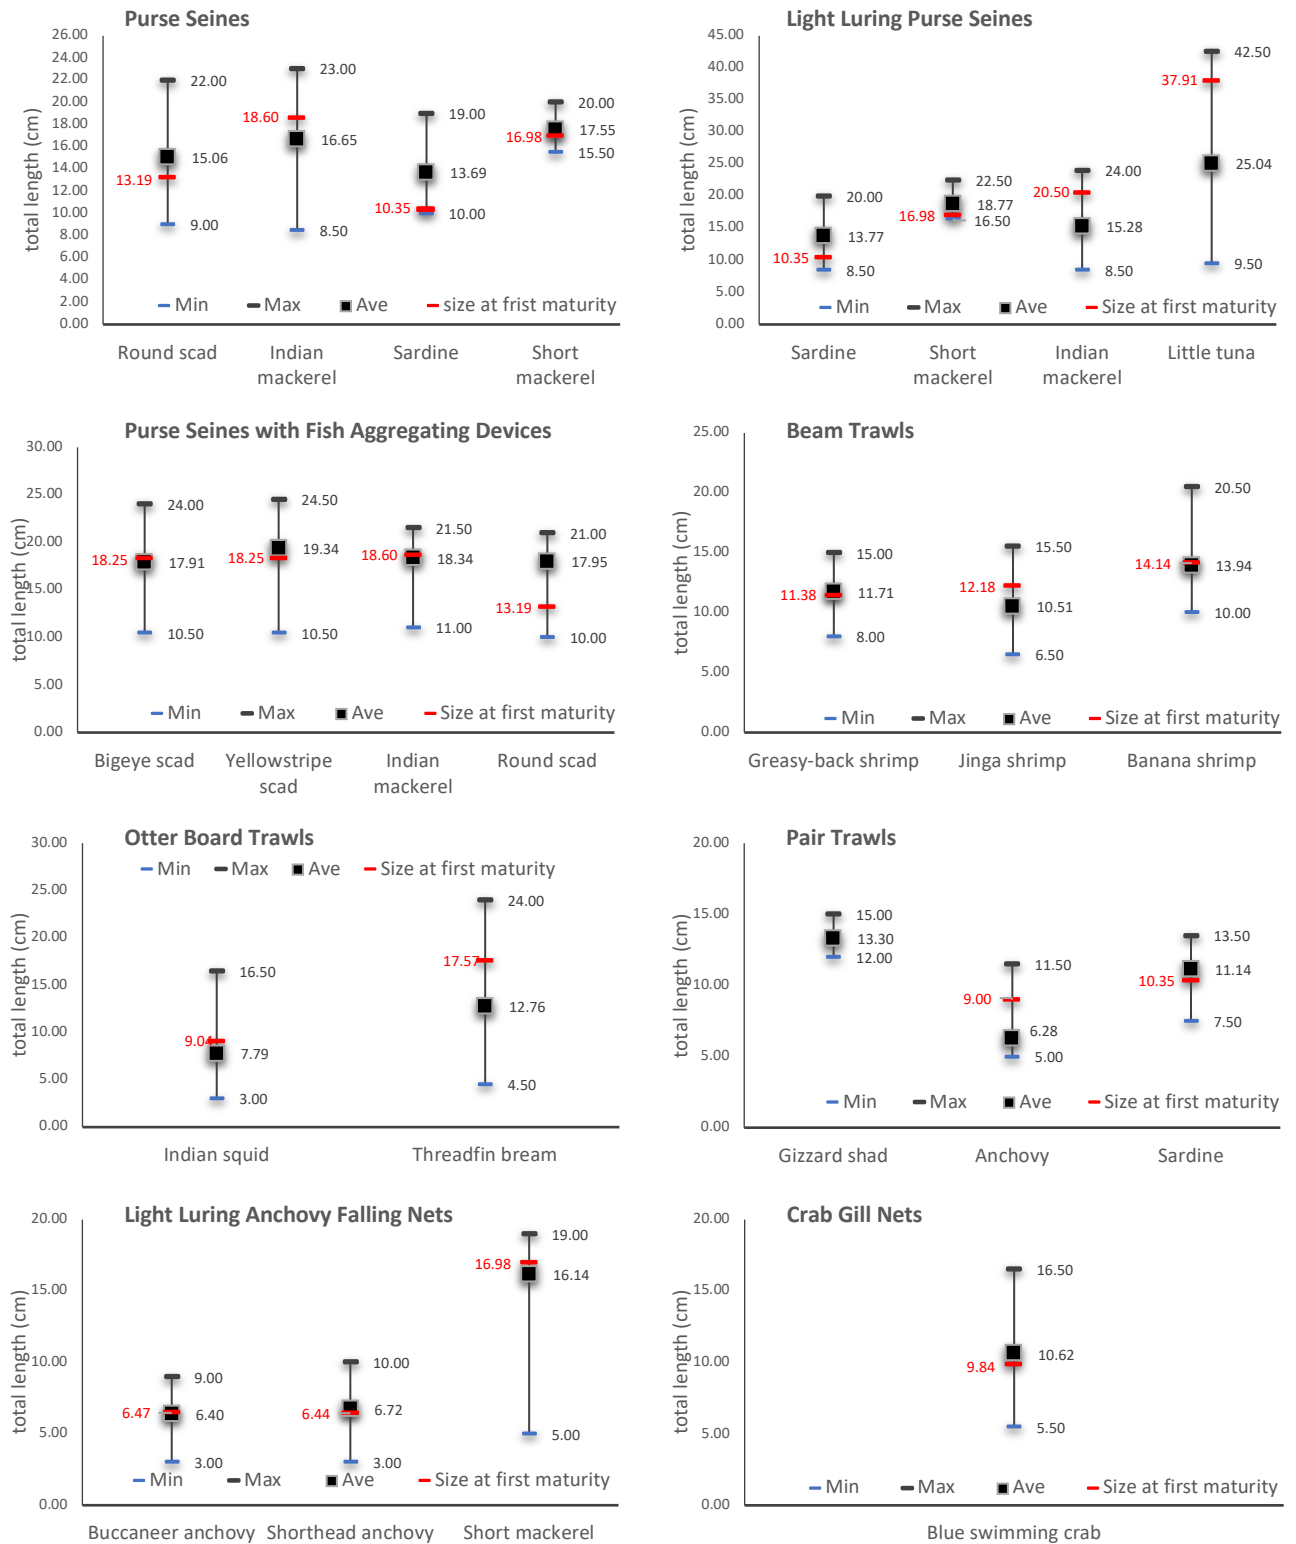 Purse Seines
total length (cm)
26.00
24.00
22.00
20.00
18.00
16.00
14.00
12.00
10.00
8.00
6.00
4.00
2.00
0.00
22.00
15.06
13.19
9.00
23.00
18.60
16.65
8.50
19.00
13.69
10.35
10.00
20.00
17.55
16.98
15.50
Min
Max
Ave
size at frist maturity
Round scad
Indian
mackerel
Sardine
Short
mackerel
Light Luring Purse Seines
total length (cm)
45.00
40.00
35.00
30.00
25.00
20.00
15.00
10.00
5.00
0.00
20.00
13.77
10.35
8.50
22.50
18.77
16.98
16.50
24.00
20.50
15.28
8.50
42.50
37.91
25.04
9.50
Min
Max
Ave
Size at first maturity
Sardine
Short
mackerel
Indian
mackerel
Little tuna
Purse Seines with Fish Aggregating Devices
total length (cm)
30.00
25.00
20.00
15.00
10.00
5.00
0.00
24.00
18.25
17.91
10.50
24.50
19.34
18.25
10.50
21.50
18.60
18.34
11.00
21.00
17.95
13.19
10.00
Min
Max
Ave
Size at first maturity
Bigeye scad
Yellowstripe
scad
Indian
mackerel
Round scad
Beam Trawls
total length (cm)
25.00
20.00
15.00
10.00
5.00
0.00
15.00
11.38
11.71
8.00
15.50
12.18
10.51
6.50
20.50
14.14
13.94
10.00
Min
Max
Ave
Size at first maturity
Greasy-back shrimp
Jinga shrimp
Banana shrimp
Otter Board Trawls
total length (cm)
30.00
25.00
20.00
15.00
10.00
5.00
0.00
Min
Max
Ave
Size at first maturity
16.50
9.04
7.79
3.00
24.00
17.57
12.76
4.50
Indian squid
Threadfin bream
Pair Trawls
total length (cm)
20.00
15.00
10.00
5.00
0.00
15.00
13.30
12.00
11.50
9.00
6.28
5.00
13.50
11.14
10.35
7.50
Min
Max
Ave
Size at first maturity
Gizzard shad
Anchovy
Sardine
Light Luring Anchovy Falling Nets
total length (cm)
20.00
15.00
10.00
5.00
0.00
9.00
6.47
6.40
3.00
10.00
6.72
6.44
3.00
19.00
16.98
16.14
5.00
Min
Max
Ave
Size at first maturity
Buccaneer anchovy
Shorthead anchovy
Short mackerel
Crab Gill Nets
total length (cm)
20.00
15.00
10.00
5.00
0.00
16.50
10.62
9.84
5.50
Min
Max
Ave
Size at first maturity
Blue swimming crab